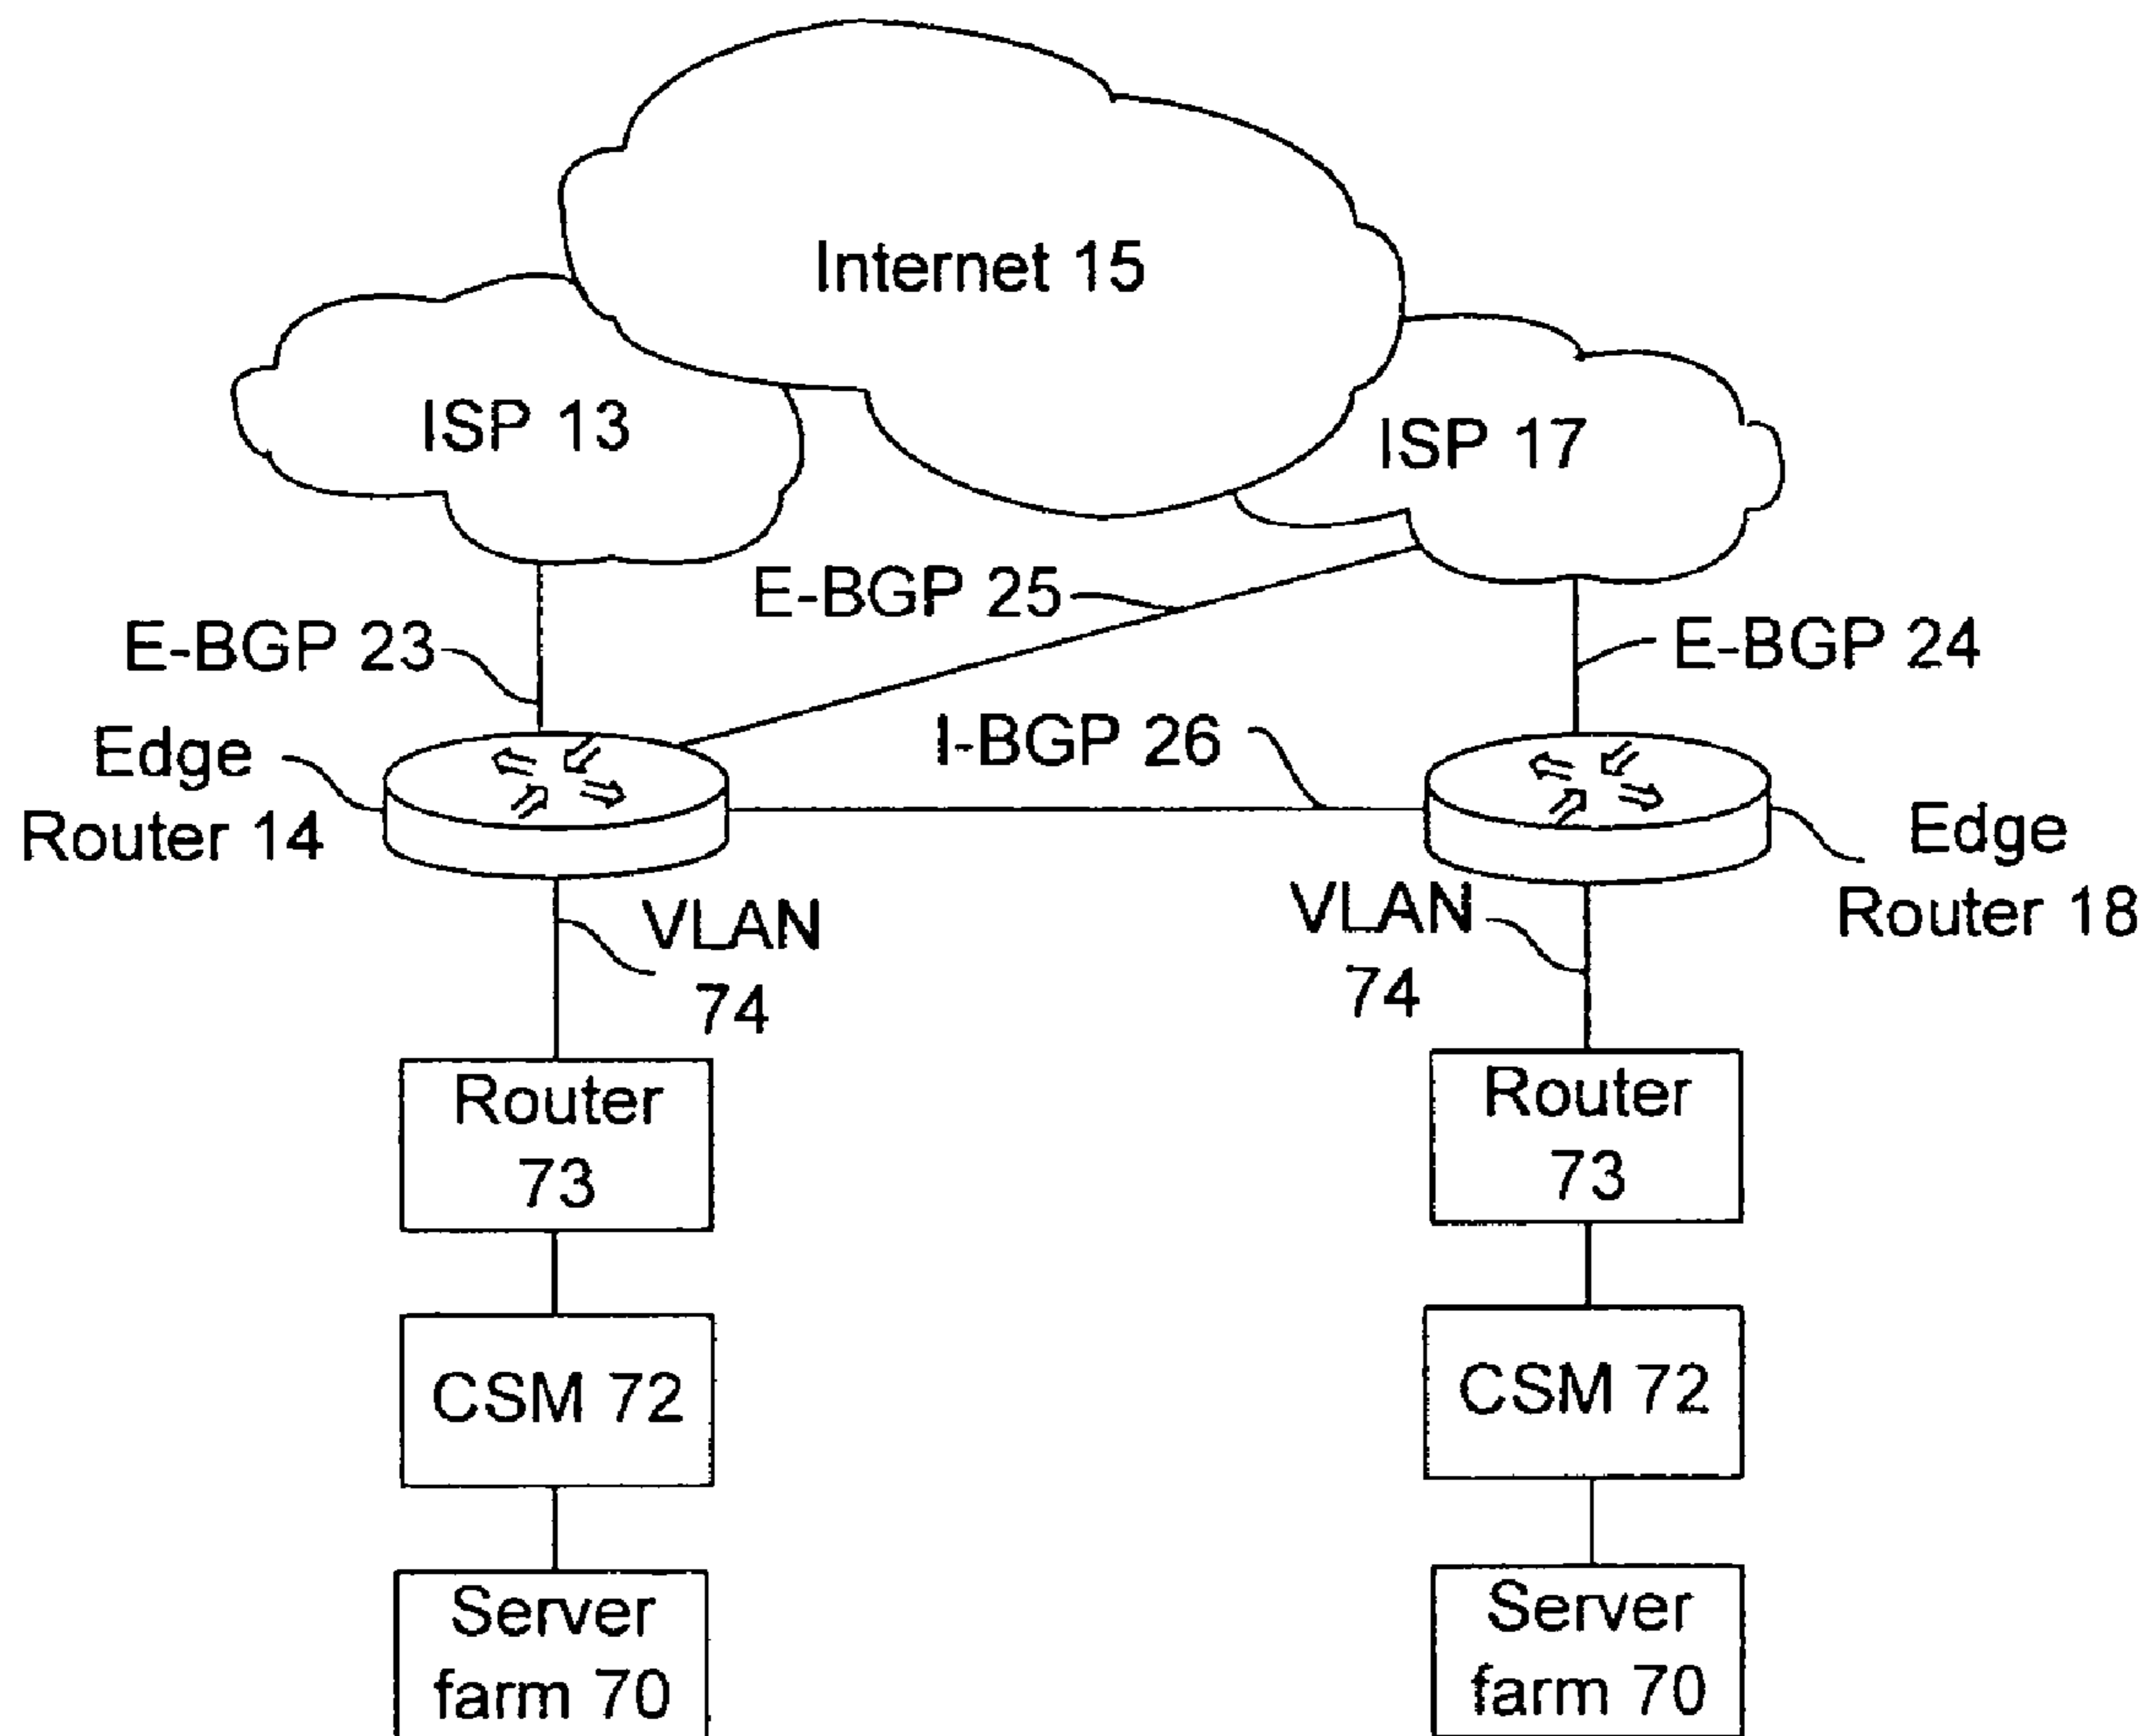 Internet 15
ISP 13
ISP 17
E-BGP 25
E-BGP 23
E-BGP 24
I-BGP 26
Edge
Router 14
Edge
Router 18
VLAN
74
VLAN
74
Router
73
Router
73
CSM 72
CSM 72
Server
farm 70
Server
farm 70